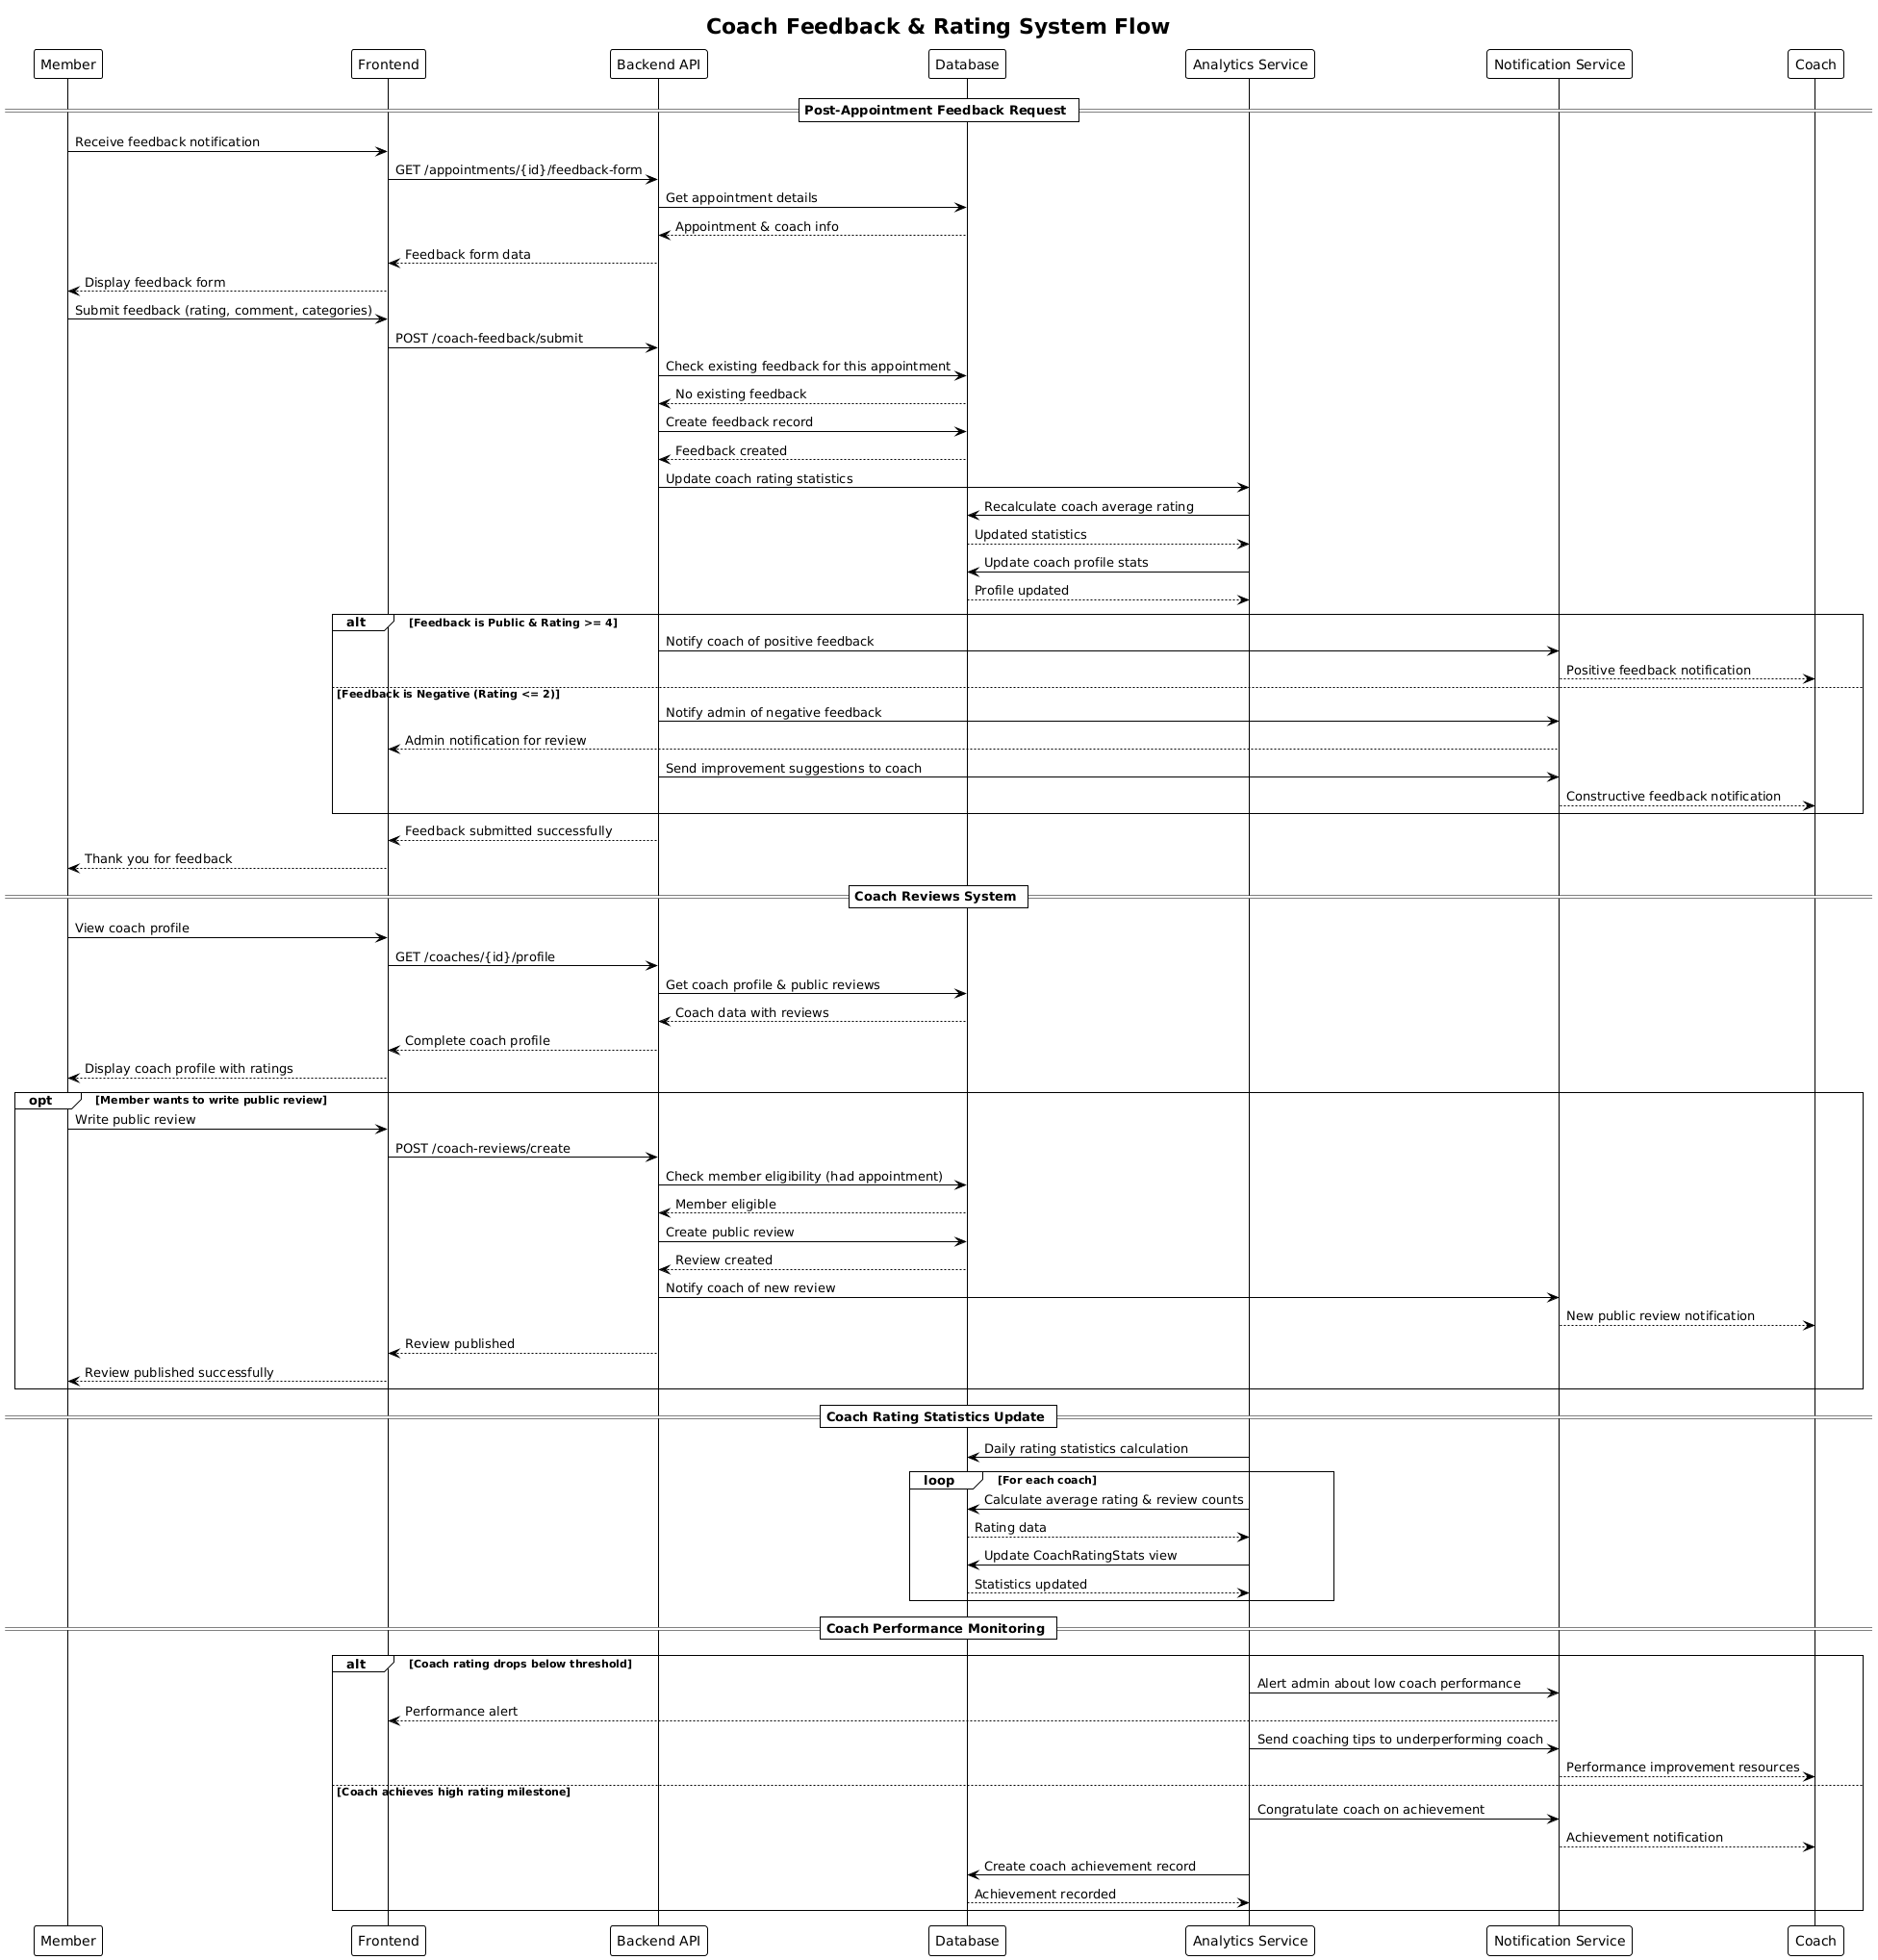 Coach Feedback & Rating System Flow
Member
Frontend
Backend API
Database
Analytics Service
Notification Service
Coach
Post-Appointment Feedback Request
Receive feedback notification
GET /appointments/{id}/feedback-form
Get appointment details
Appointment & coach info
Feedback form data
Display feedback form
Submit feedback (rating, comment, categories)
POST /coach-feedback/submit
Check existing feedback for this appointment
No existing feedback
Create feedback record
Feedback created
Update coach rating statistics
Recalculate coach average rating
Updated statistics
Update coach profile stats
Profile updated
alt
[Feedback is Public & Rating >= 4]
Notify coach of positive feedback
Positive feedback notification
[Feedback is Negative (Rating <= 2)]
Notify admin of negative feedback
Admin notification for review
Send improvement suggestions to coach
Constructive feedback notification
Feedback submitted successfully
Thank you for feedback
Coach Reviews System
View coach profile
GET /coaches/{id}/profile
Get coach profile & public reviews
Coach data with reviews
Complete coach profile
Display coach profile with ratings
opt
[Member wants to write public review]
Write public review
POST /coach-reviews/create
Check member eligibility (had appointment)
Member eligible
Create public review
Review created
Notify coach of new review
New public review notification
Review published
Review published successfully
Coach Rating Statistics Update
Daily rating statistics calculation
loop
[For each coach]
Calculate average rating & review counts
Rating data
Update CoachRatingStats view
Statistics updated
Coach Performance Monitoring
alt
[Coach rating drops below threshold]
Alert admin about low coach performance
Performance alert
Send coaching tips to underperforming coach
Performance improvement resources
[Coach achieves high rating milestone]
Congratulate coach on achievement
Achievement notification
Create coach achievement record
Achievement recorded
Member
Frontend
Backend API
Database
Analytics Service
Notification Service
Coach